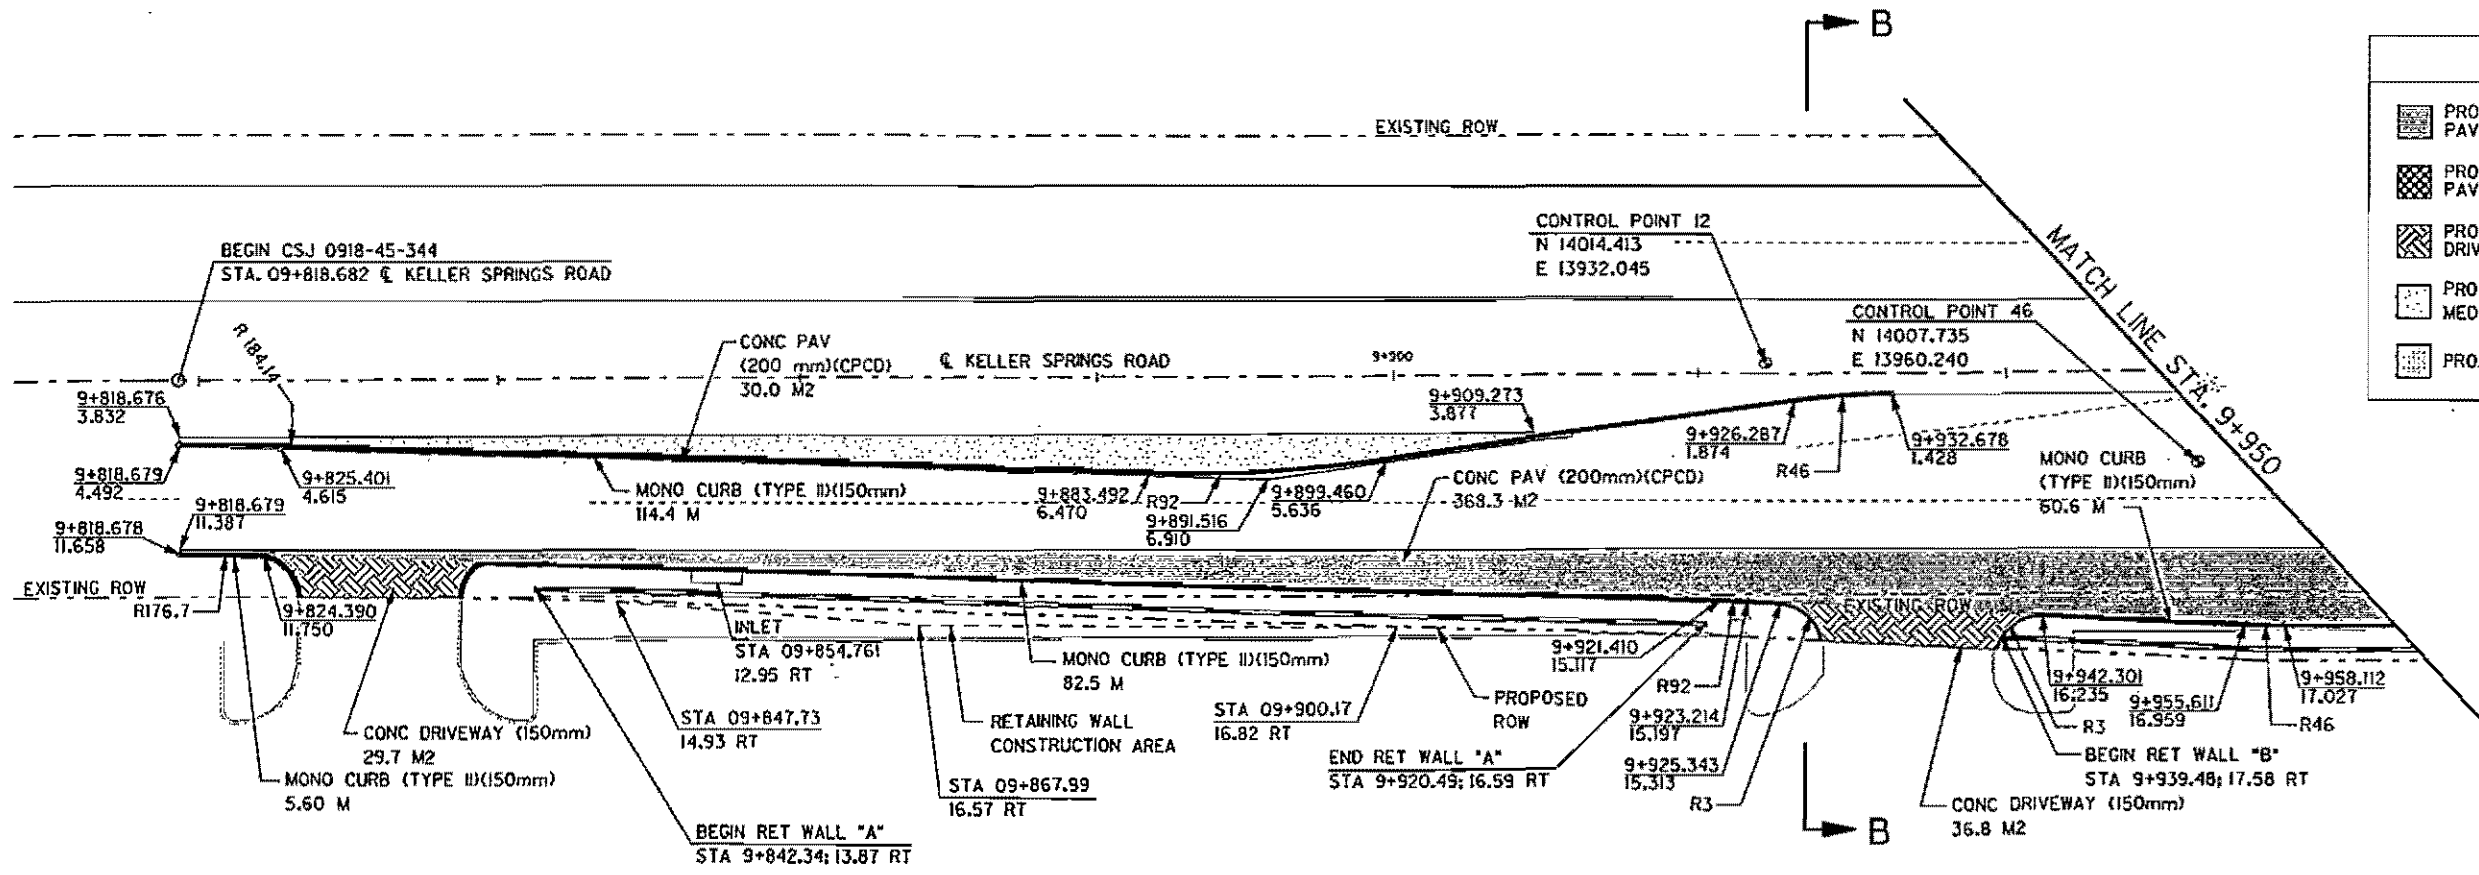 B
EXISTING ROW
PRO
PAV
PRO
PAV
PRO
DRIV
PRO
MED
PRO
BEGIN CSJ 0918-45-344
STA. 09+818.682 ℄ KELLER SPRINGS ROAD
CONTROL POINT 12
N 14014.413
E 13932.045
MATCH LINE STA. 9+950
CONTROL POINT 46
N 14007.735
E 13960.240
R 184.14
CONC PAV
(200 mm)(CPCD)
30.0 M2
℄ KELLER SPRINGS ROAD
9+900
9+818.676
3.832
9+909.273
3.877
9+926.287
1.874
R46
9+932.678
1.428
9+818.679
4.492
9+825.401
4.615
MONO CURB (TYPE II)(150mm)
114.4 M
9+883.492
6.470
R92
9+891.516
6.910
9+899.460
5.636
CONC PAV (200mm)(CPCD)
368.3 M2
MONO CURB
(TYPE II)(150mm)
60.6 M
9+818.679
11.387
9+818.678
11.658
EXISTING ROW
R176.7
9+824.390
11.750
EXISTING ROW
INLET
STA 09+854.761
12.95 RT
MONO CURB (TYPE II)(150mm)
82.5 M
9+921.410
15.117
R92
9+942.301
16.235
9+955.611
16.959
9+958.112
17.027
R3
R46
CONC DRIVEWAY (150mm)
29.7 M2
MONO CURB (TYPE II)(150mm)
5.60 M
STA 09+847.73
14.93 RT
RETAINING WALL
CONSTRUCTION AREA
STA 09+867.99
16.57 RT
STA 09+900.17
16.82 RT
PROPOSED
ROW
9+923.214
15.197
END RET WALL "A"
STA 9+920.49; 16.59 RT
9+925.343
15.313
R3
BEGIN RET WALL "B"
STA 9+939.48; 17.58 RT
CONC DRIVEWAY (150mm)
36.8 M2
BEGIN RET WALL "A"
STA 9+842.34; 13.87 RT
B